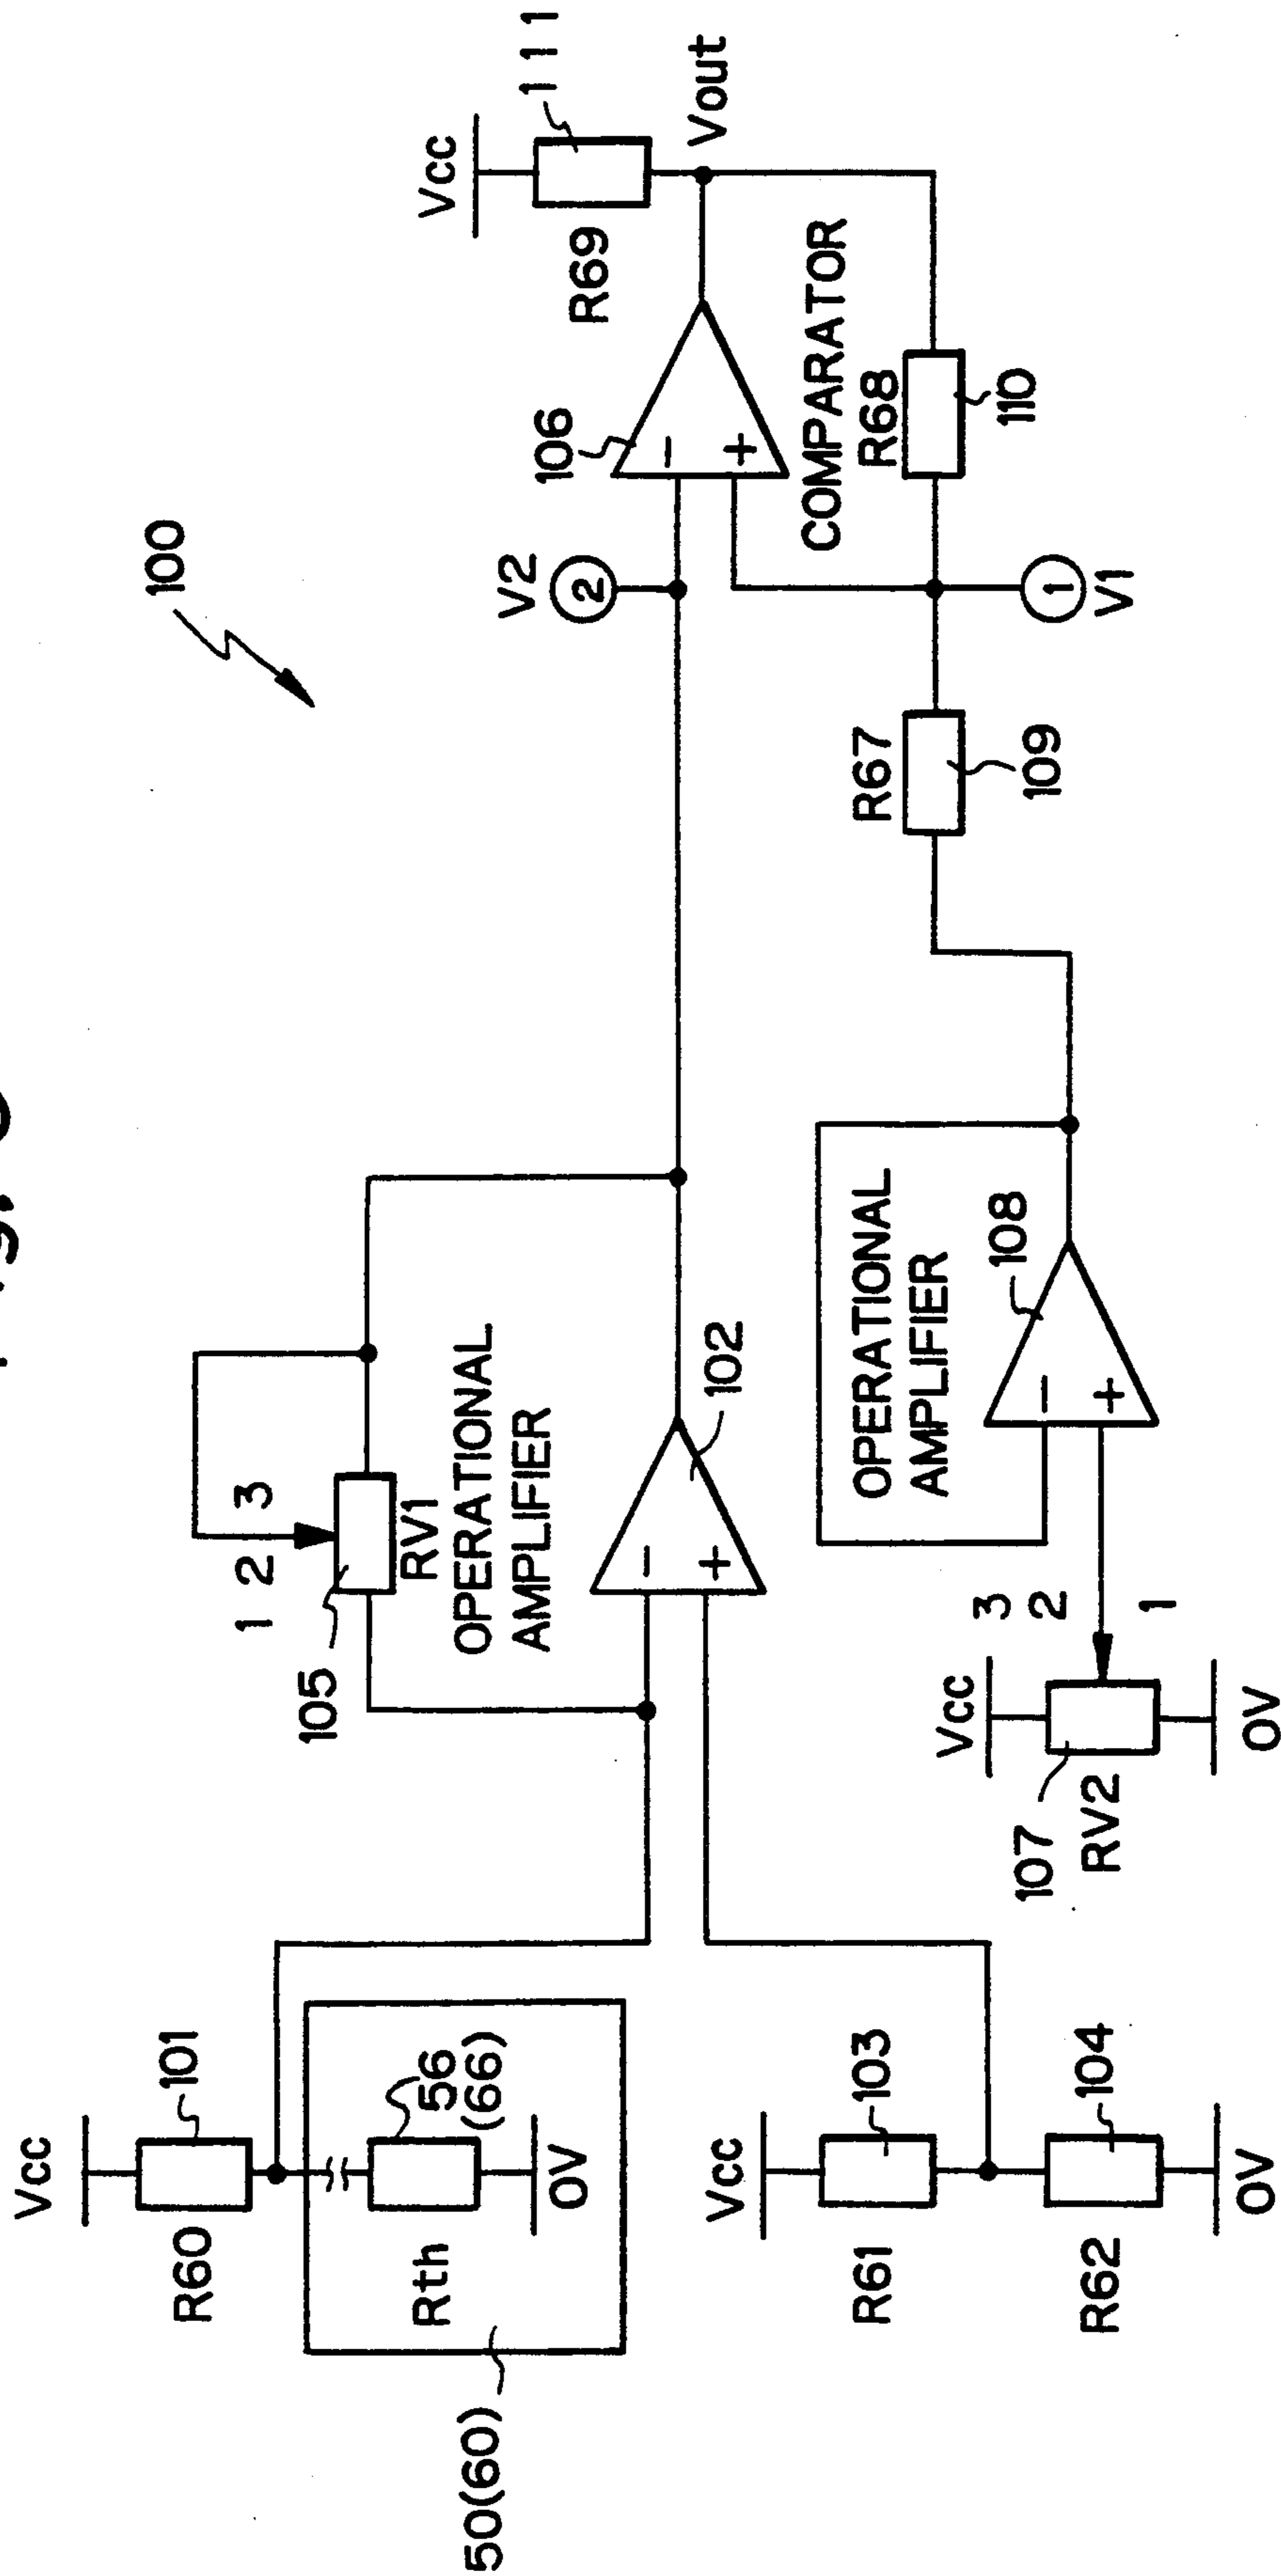 100
Vcc
101
R60
Rth
56
(66)
0V
50(60)
Vcc
R61
103
R62
104
0V
1 2 3
105
RV1
OPERATIONAL
AMPLIFIER
-
+
102
Vcc
3
2
1
107
RV2
0V
OPERATIONAL
AMPLIFIER
-
+
108
V2
2
106
-
+
COMPARATOR
R67
109
1
V1
R68
110
Vcc
R69
111
Vout